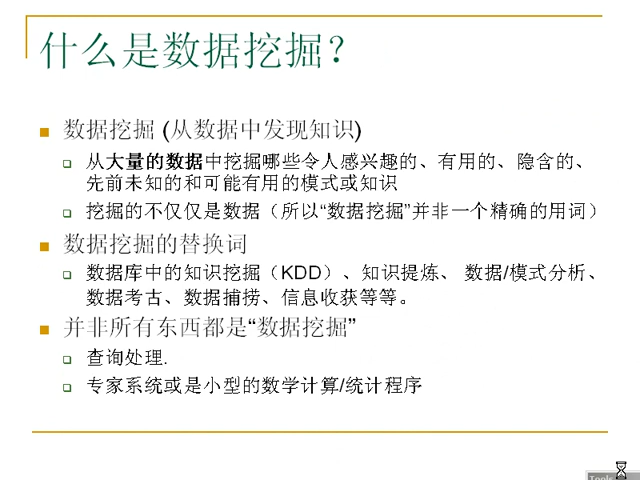 什么是数据挖掘？
数据挖掘 (从数据中发现知识)
从大量的数据中挖掘哪些令人感兴趣的、有用的、隐含的、
先前未知的和可能有用的模式或知识
挖掘的不仅仅是数据（所以“数据挖掘”并非一个精确的用词）
数据挖掘的替换词
数据库中的知识挖掘（KDD）、知识提炼、 数据/模式分析、
数据考古、数据捕捞、信息收获等等。
并非所有东西都是“数据挖掘”
查询处理.
专家系统或是小型的数学计算/统计程序
Tools